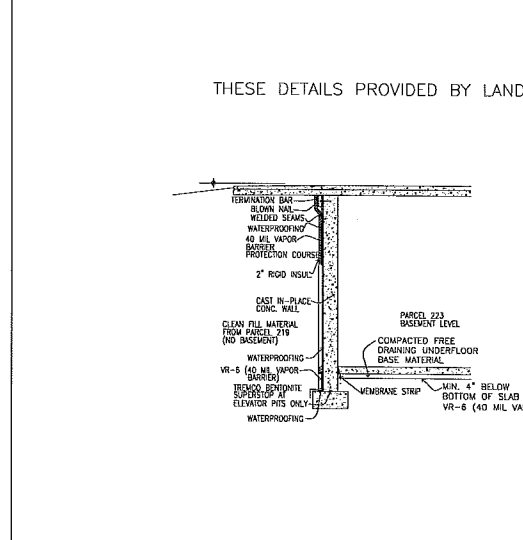 THESE DETAILS PROVIDED BY LAND
TERMINATION BAR
BLOWN NAIL
WELDED SEAMS
WATERPROOFING
40 MIL VAPOR
BARRIER
PROTECTION COURSE
2" RIGID INSUL
CAST IN-PLACE
CONC. WALL
CLEAN FILL MATERIAL
FROM PARCEL 219
(NO BASEMENT)
PARCEL 223
BASEMENT LEVEL
COMPACTED FREE
DRAINING UNDERFLOOR
BASE MATERIAL
WATERPROOFING
VR-6 (40 MIL VAPOR
BARRIER)
TREMCO BENTONITE
SUPERSTOP AT
ELEVATOR PITS ONLY
WATERPROOFING
MEMBRANE STRIP
MIN. 4" BELOW
BOTTOM OF SLAB
VR-6 (40 MIL VA